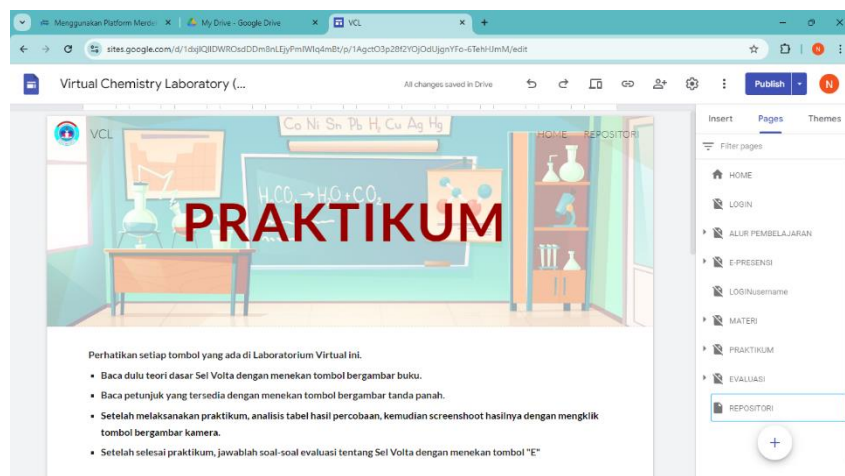 Menggunakan Platform Merdek
My Drive - Google Drive
VCL
sites.google.com/d/1dxjlQIIDWROsdDDm8nLEjyPmIWIq4mBt/p/1AgctO3p28f2YOjOdUjgnYFo-6TehHJmM/edit
N
Virtual Chemistry Laboratory (...
All changes saved in Drive
Publish
N
VCL
Co Ni Sn Pb H₂ Cu Ag Hg
HOME REPOSITORI
H₂CO₃ → H₂O + CO₂
PRAKTIKUM
Perhatikan setiap tombol yang ada di Laboratorium Virtual ini.
• Baca dulu teori dasar Sel Volta dengan menekan tombol bergambar buku.
• Baca petunjuk yang tersedia dengan menekan tombol bergambar tanda panah.
• Setelah melaksanakan praktikum, analisis tabel hasil percobaan, kemudian screenshoot hasilnya dengan mengklik
tombol bergambar kamera.
• Setelah selesai praktikum, jawablah soal-soal evaluasi tentang Sel Volta dengan menekan tombol "E"
Insert Pages Themes
Filter pages
HOME
LOGIN
ALUR PEMBELAJARAN
E-PRESENSI
LOGINusername
MATERI
PRAKTIKUM
EVALUASI
REPOSITORI